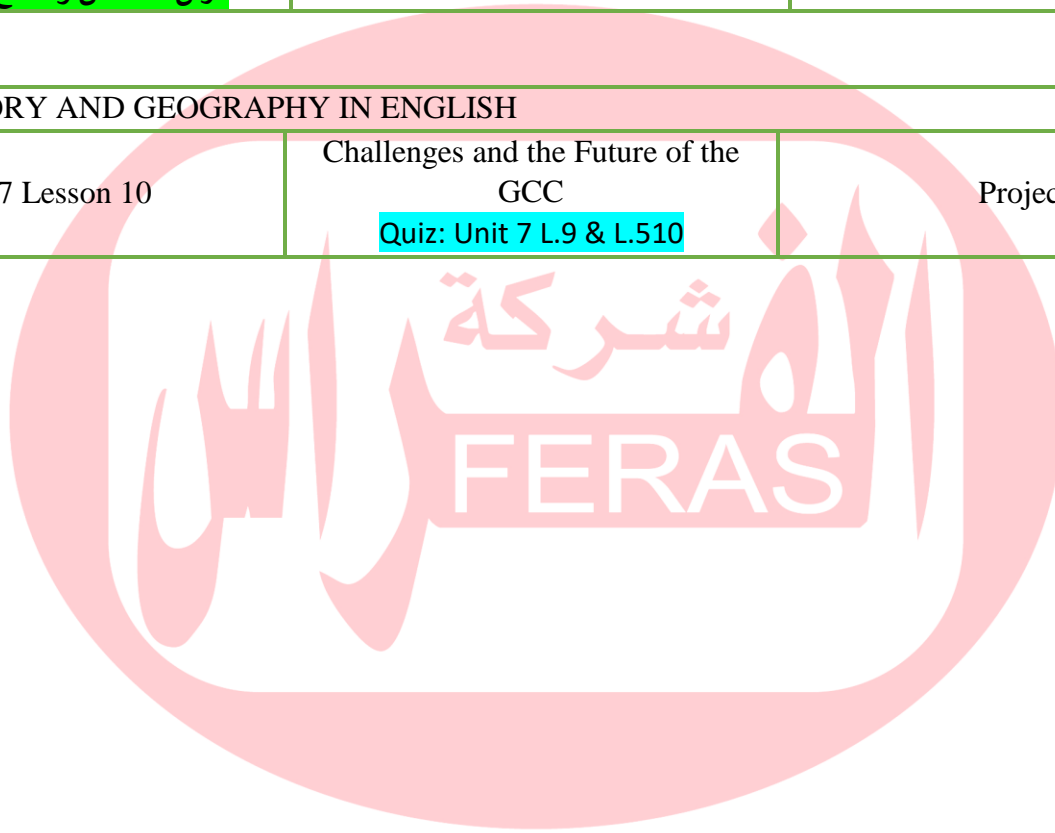 ORY AND GEOGRAPHY IN ENGLISH
7 Lesson 10
Challenges and the Future of the
GCC
Quiz: Unit 7 L.9 & L.510
Projec
شركة
الفراس
FERAS